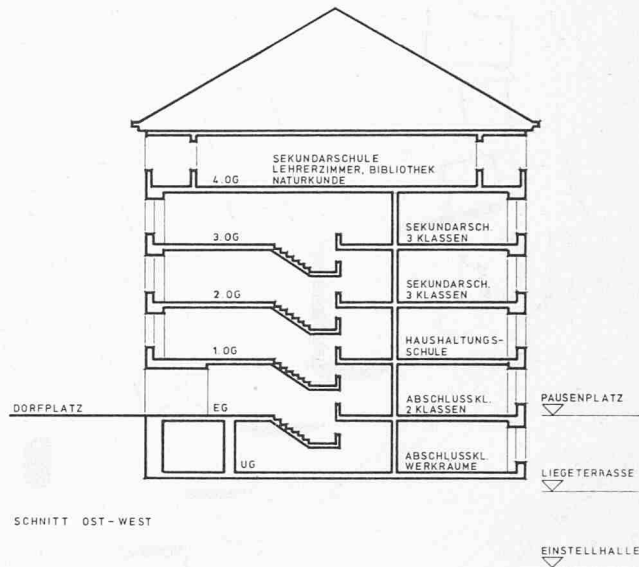 SEKUNDARSCHULE
LEHRERZIMMER, BIBLIOTHEK
4.OG NATURKUNDE
3.OG
SEKUNDARSCH.
3 KLASSEN
2.OG
SEKUNDARSCH.
3 KLASSEN
1.OG
HAUSHALTUNGS-
SCHULE
DORFPLATZ
EG
ABSCHLUSSKL.
2 KLASSEN
PAUSENPLATZ
UG
ABSCHLUSSKL.
WERKRÄUME
LIEGETERRASSE
SCHNITT OST-WEST
EINSTELLHALLE